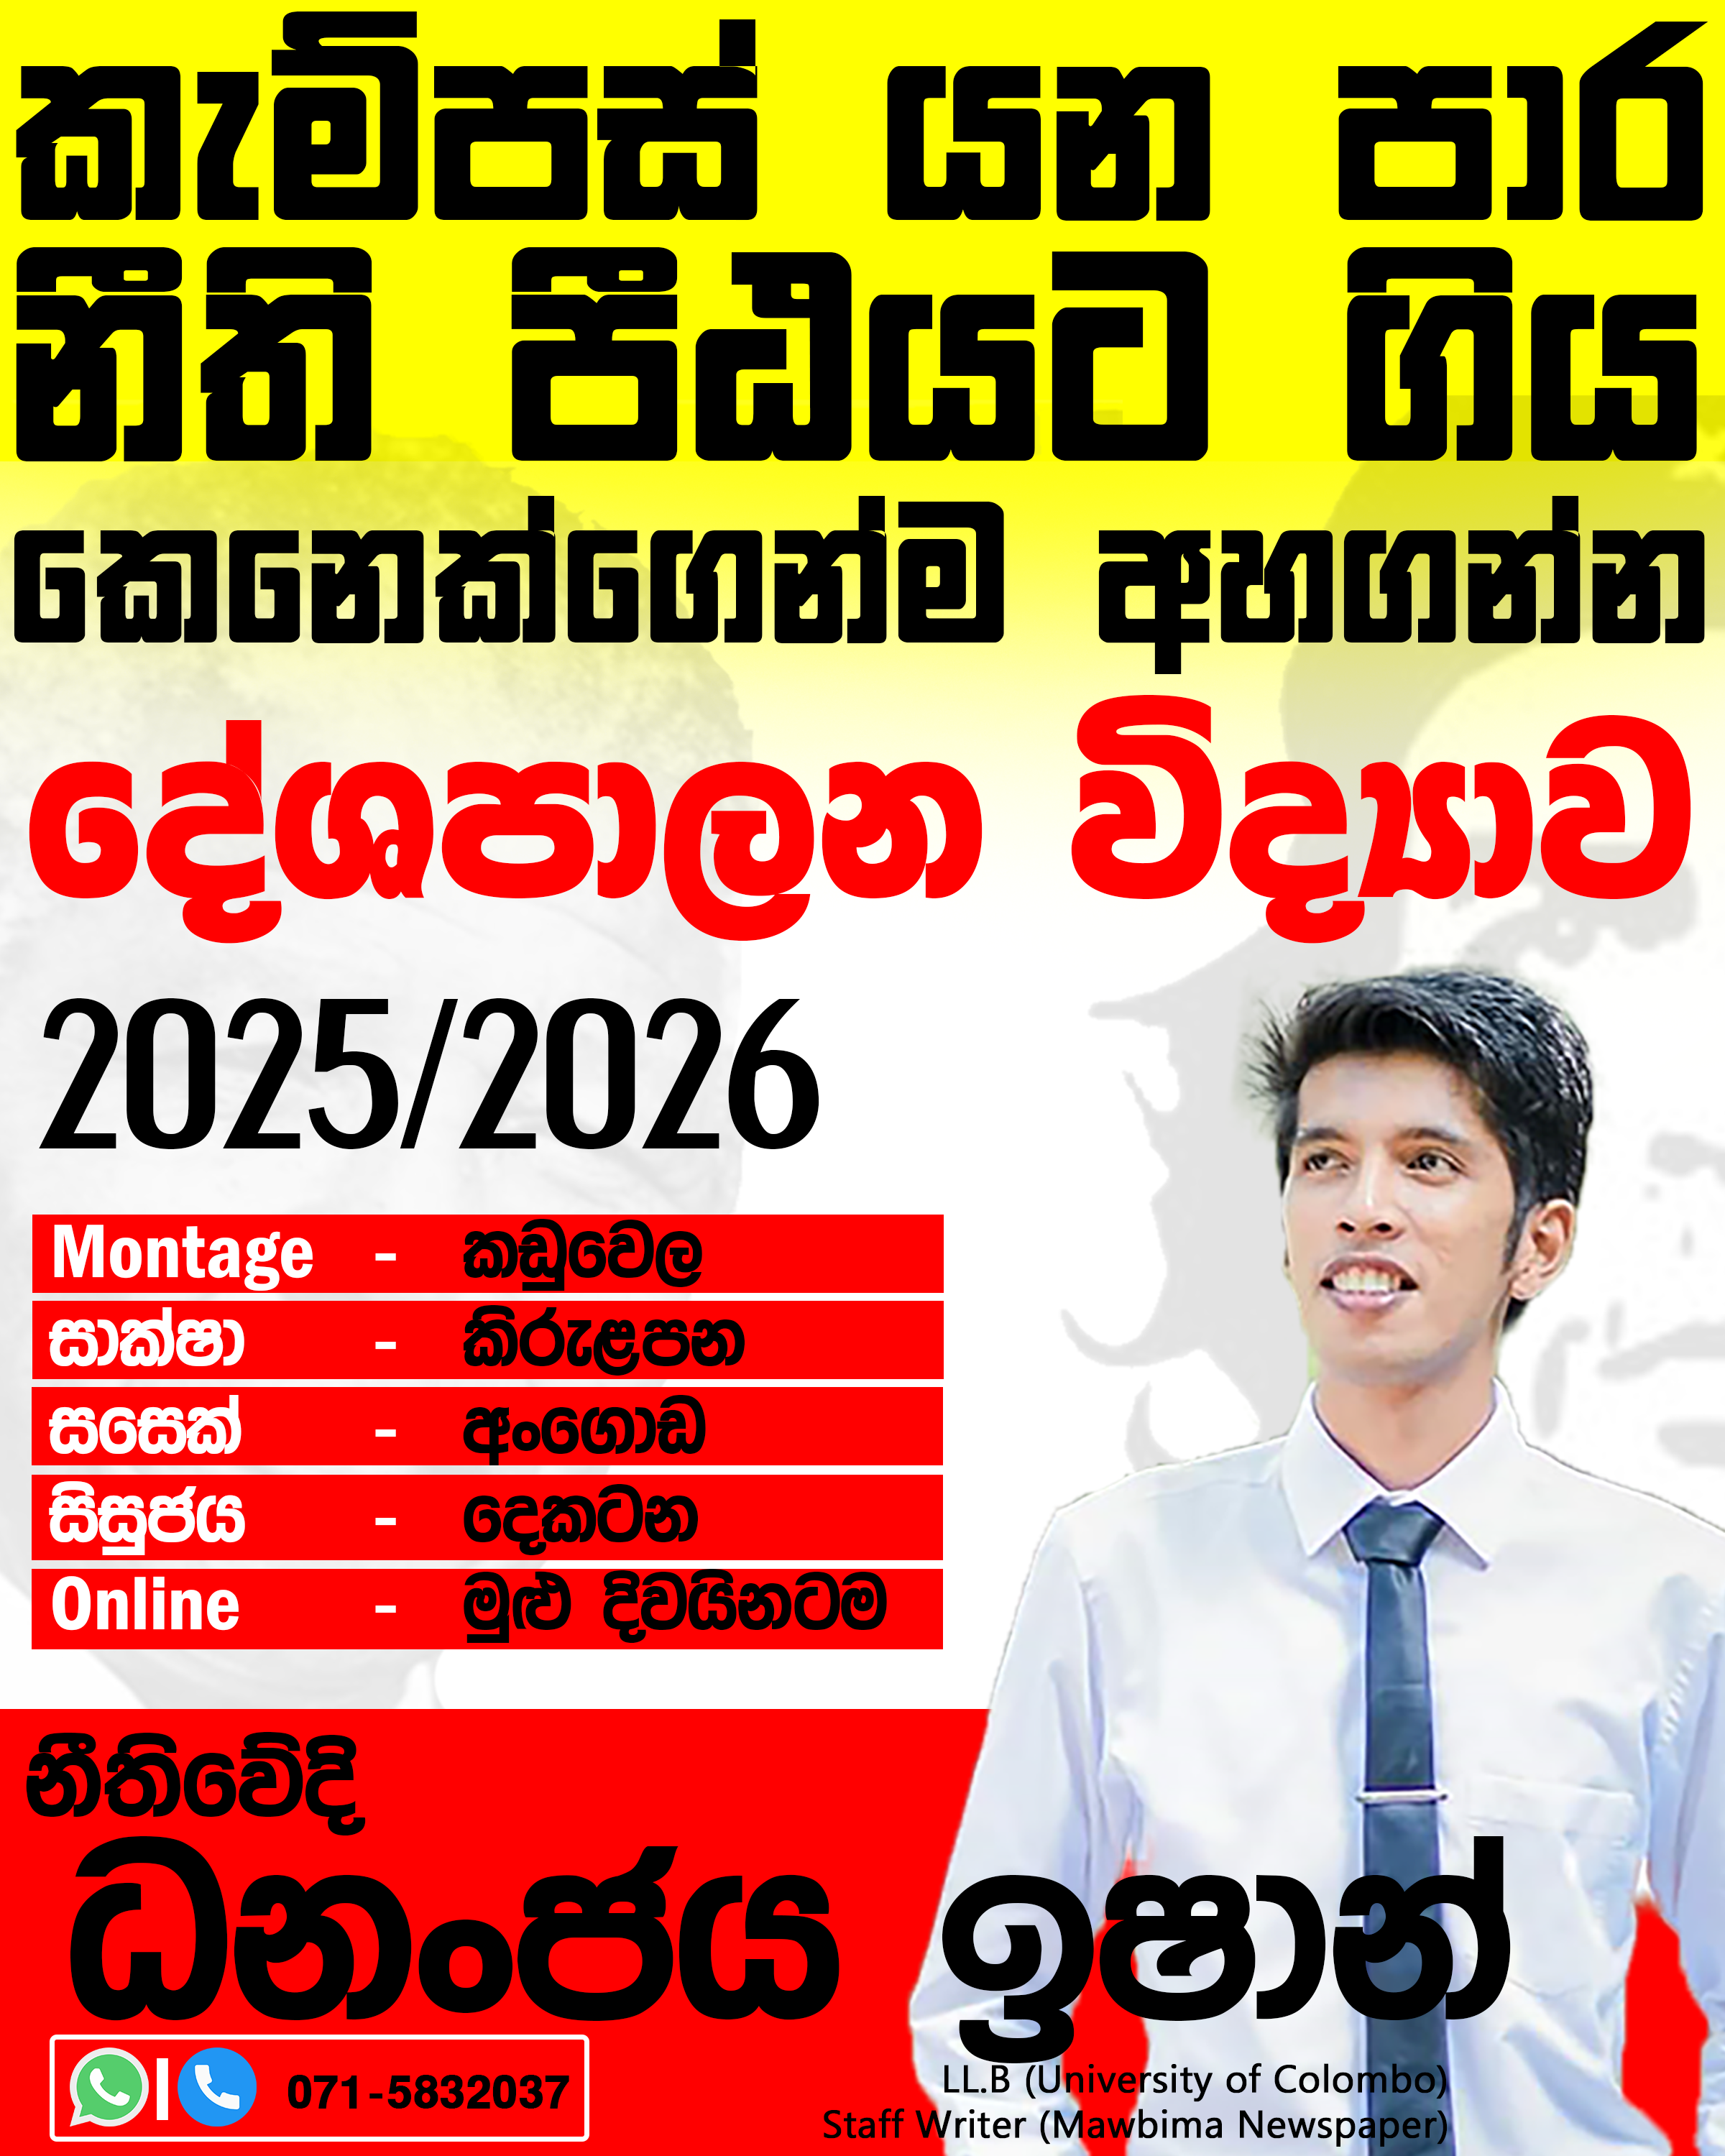 කැම්පස් යන පාර
නීති පීඨයට ගිය
කෙනෙක්ගෙන්ම අහගන්න
දේශපාලන විද්‍යාව
2025/2026
Montage - කඩුවෙල
සාක්ෂා - කිරුළපන
සසෙක් - අංගොඩ
සිසුජය - දෙකටන
Online - මුළු දිවයිනටම
නීතිවේදි
ධනංජය ඉෂාන්
071-5832037
LL.B (University of Colombo)
Staff Writer (Mawbima Newspaper)